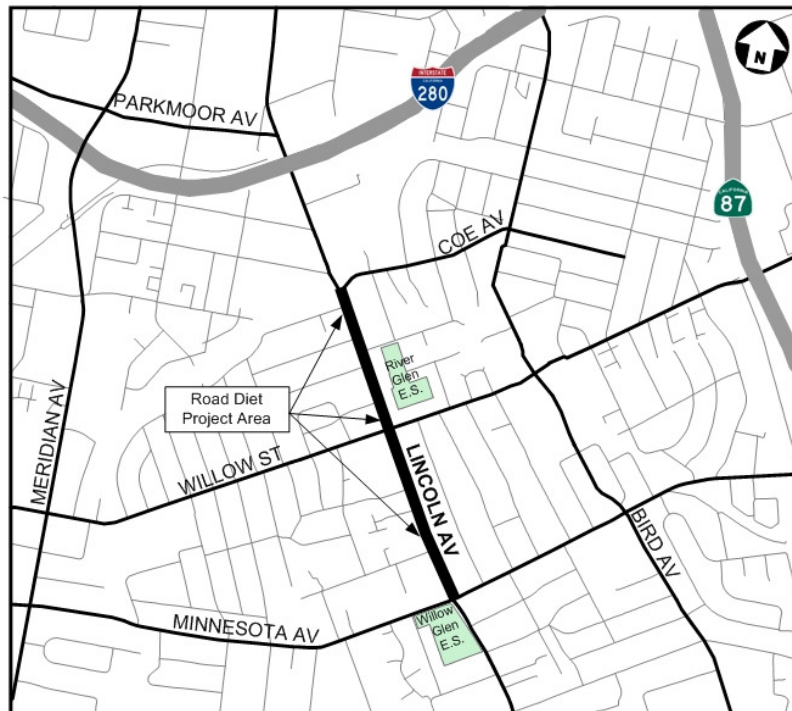 N
INTERSTATE
CALIFORNIA
280
PARKMOOR AV
CALIFORNIA
87
COE AV
River
Glen
E.S.
Road Diet
Project Area
MERIDIAN AV
WILLOW ST
LINCOLN AV
BIRD AV
MINNESOTA AV
Willow
Glen
E.S.